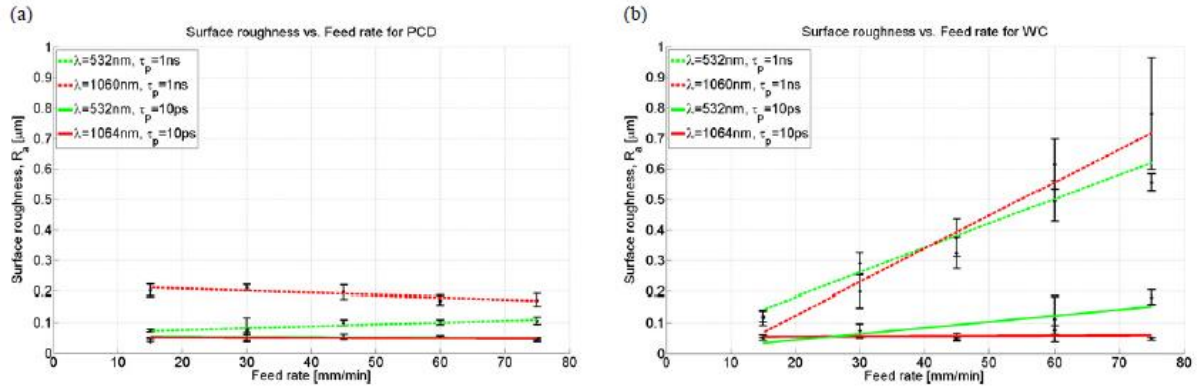 (a)
Surface roughness vs. Feed rate for PCD
λ=532nm, τp=1ns
λ=1060nm, τp=1ns
λ=532nm, τp=10ps
λ=1064nm, τp=10ps
Surface roughness, Ra [μm]
1
0.9
0.8
0.7
0.6
0.5
0.4
0.3
0.2
0.1
0
0 10 20 30 40 50 60 70 80
Feed rate [mm/min]
(b)
Surface roughness vs. Feed rate for WC
λ=532nm, τp=1ns
λ=1060nm, τp=1ns
λ=532nm, τp=10ps
λ=1064nm, τp=10ps
Surface roughness, Ra [μm]
1
0.9
0.8
0.7
0.6
0.5
0.4
0.3
0.2
0.1
0
0 10 20 30 40 50 60 70 80
Feed rate [mm/min]